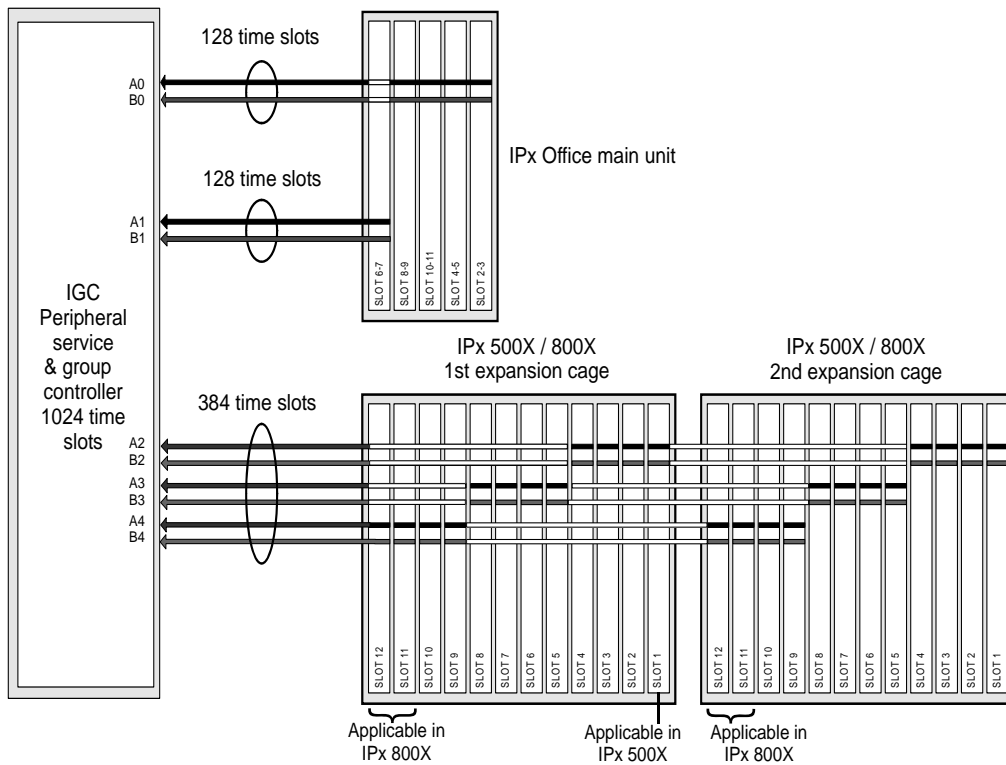 128 time slots
A0
B0
IPx Office main unit
128 time slots
A1
B1
SLOT 6-7
SLOT 8-9
SLOT 10-11
SLOT 4-5
SLOT 2-3
IGC
Peripheral
service
& group
controller
1024 time
slots
IPx 500X / 800X
1st expansion cage
IPx 500X / 800X
2nd expansion cage
384 time slots
A2
B2
A3
B3
A4
B4
SLOT 12
SLOT 11
SLOT 10
SLOT 9
SLOT 8
SLOT 7
SLOT 6
SLOT 5
SLOT 4
SLOT 3
SLOT 2
SLOT 1
SLOT 12
SLOT 11
SLOT 10
SLOT 9
SLOT 8
SLOT 7
SLOT 6
SLOT 5
SLOT 4
SLOT 3
SLOT 2
SLOT 1
Applicable in
IPx 800X
Applicable in
IPx 500X
Applicable in
IPx 800X